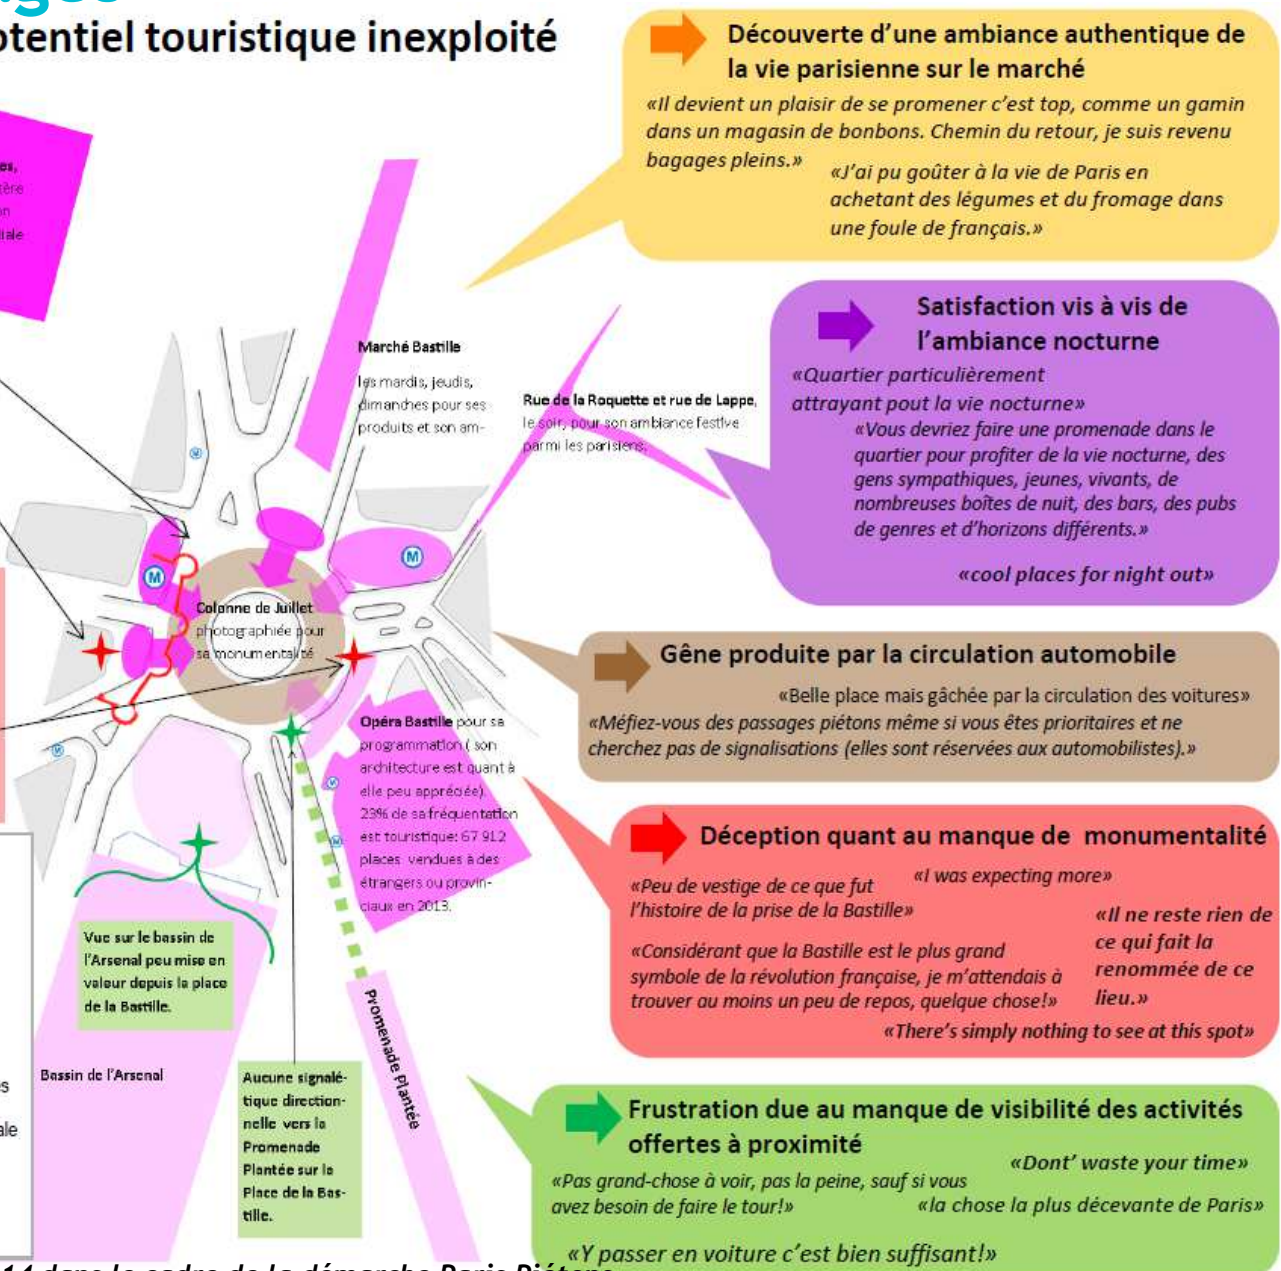 otentiel touristique inexploité
es,
Découverte d'une ambiance authentique de
la vie parisienne sur le marché
«Il devient un plaisir de se promener c'est top, comme un gamin
dans un magasin de bonbons. Chemin du retour, je suis revenu
bagages pleins.»
«J'ai pu goûter à la vie de Paris en
achetant des légumes et du fromage dans
une foule de français.»
Marché Bastille
les mardis, jeudis,
dimanches pour ses
produits et son am-
Rue de la Roquette et rue de Lappe,
le soir, pour son ambiance festive
parmi les parisiens.
Satisfaction vis à vis de
l'ambiance nocturne
«Quartier particulièrement
attrayant pout la vie nocturne»
«Vous devriez faire une promenade dans le
quartier pour profiter de la vie nocturne, des
gens sympathiques, jeunes, vivants, de
nombreuses boîtes de nuit, des bars, des pubs
de genres et d'horizons différents.»
«cool places for night out»
M
M
M
M
M
M
Colonne de Juillet
photographiée pour
sa monumentalité
Gêne produite par la circulation automobile
«Belle place mais gâchée par la circulation des voitures»
«Méfiez-vous des passages piétons même si vous êtes prioritaires et ne
cherchez pas de signalisations (elles sont réservées aux automobilistes).»
Opéra Bastille pour sa
programmation ( son
architecture est quant à
elle peu appréciée).
23% de sa fréquentation
est touristique: 67 912
places vendues à des
étrangers ou provin-
ciaux en 2013.
Déception quant au manque de monumentalité
«Peu de vestige de ce que fut
l'histoire de la prise de la Bastille»
«I was expecting more»
«Considérant que la Bastille est le plus grand
symbole de la révolution française, je m'attendais à
trouver au moins un peu de repos, quelque chose!»
«Il ne reste rien de
ce qui fait la
renommée de ce
lieu.»
«There's simply nothing to see at this spot»
Vue sur le bassin de
l'Arsenal peu mise en
valeur depuis la place
de la Bastille.
Bassin de l'Arsenal
Aucune signalé-
tique direction-
nelle vers la
Promenade
Plantée sur la
Place de la Bas-
tille.
Promenade Plantée
Frustration due au manque de visibilité des activités
offertes à proximité
«Dont' waste your time»
«Pas grand-chose à voir, pas la peine, sauf si vous
avez besoin de faire le tour!»
«la chose la plus décevante de Paris»
«Y passer en voiture c'est bien suffisant!»
14 dans le cadre de la démarche Paris Piétons